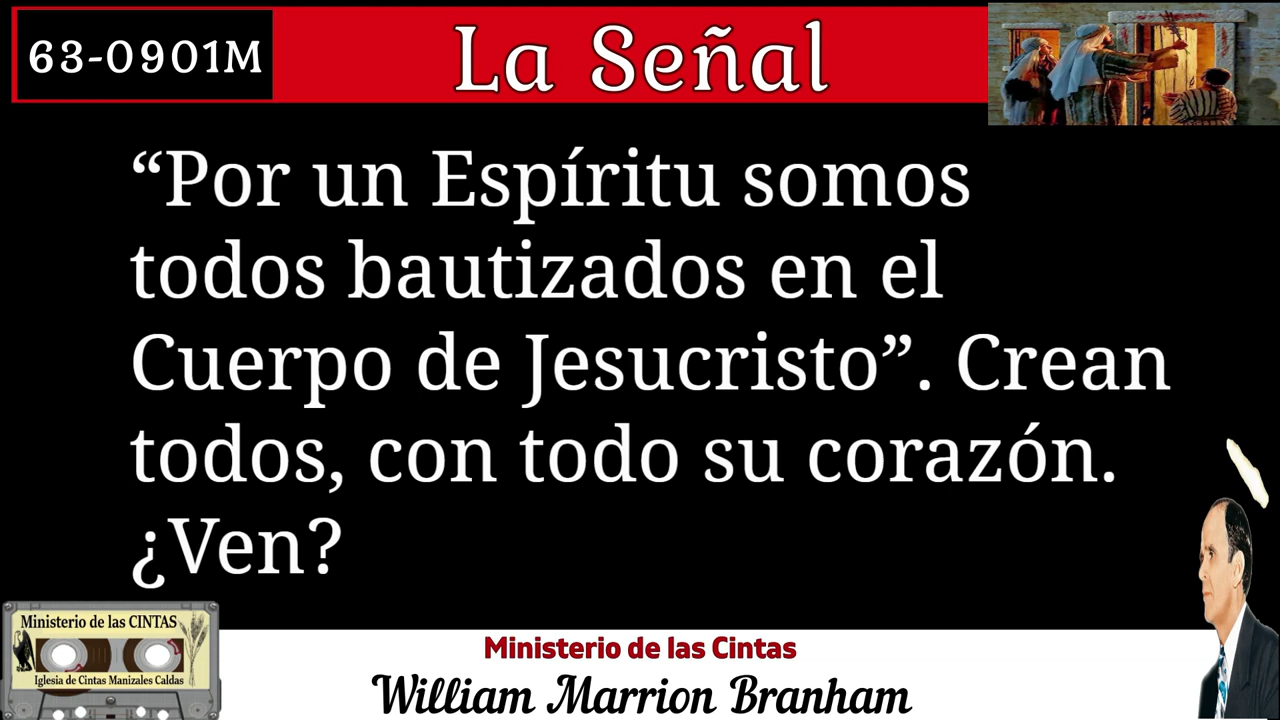 63-0901M
La Señal
“Por un Espíritu somos
todos bautizados en el
Cuerpo de Jesucristo”. Crean
todos, con todo su corazón.
¿Ven?
Ministerio de las CINTAS
Iglesia de Cintas Manizales Caldas
Ministerio de las Cintas
William Marrion Branham